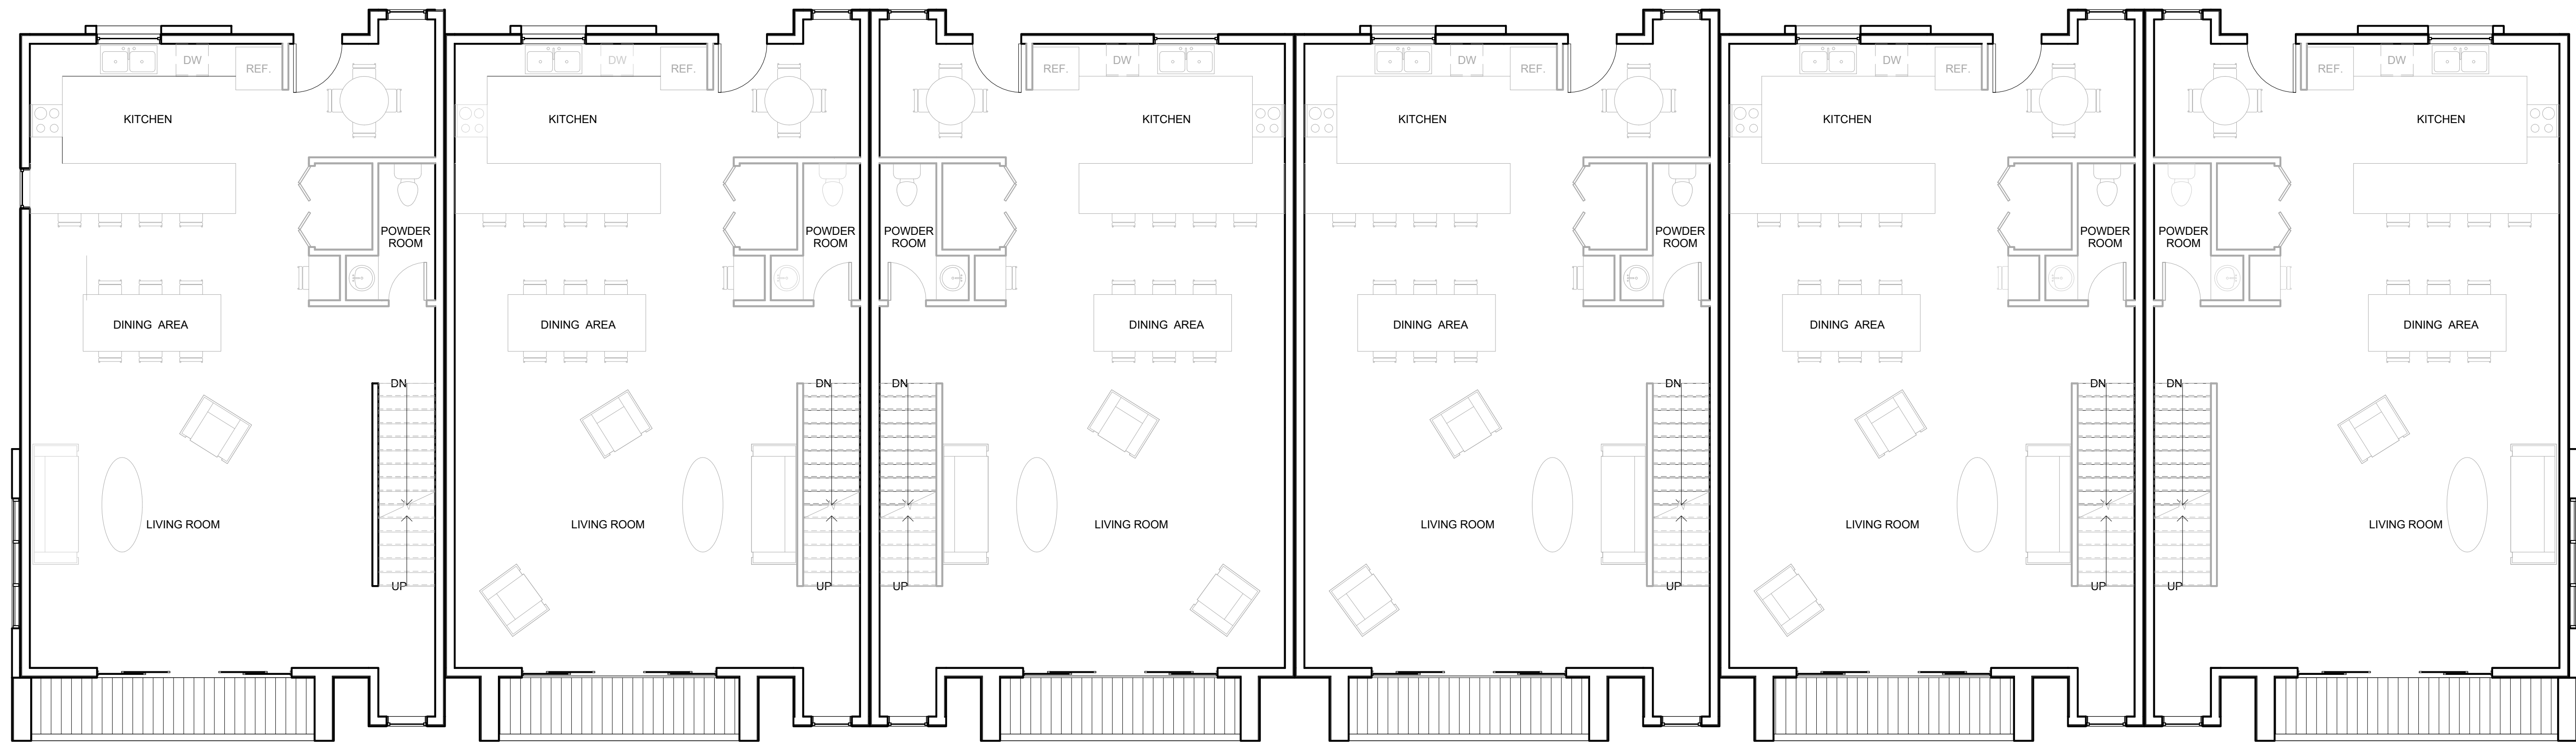 DW
REF.
KITCHEN
POWDER
ROOM
DINING AREA
DN
LIVING ROOM
UP
DW
REF.
KITCHEN
POWDER
ROOM
DINING AREA
DN
LIVING ROOM
UP
REF.
DW
KITCHEN
POWDER
ROOM
DINING AREA
DN
LIVING ROOM
UP
DW
REF.
KITCHEN
POWDER
ROOM
DINING AREA
DN
LIVING ROOM
UP
DW
REF.
KITCHEN
POWDER
ROOM
DINING AREA
DN
LIVING ROOM
UP
REF.
DW
KITCHEN
POWDER
ROOM
DINING AREA
DN
LIVING ROOM
UP